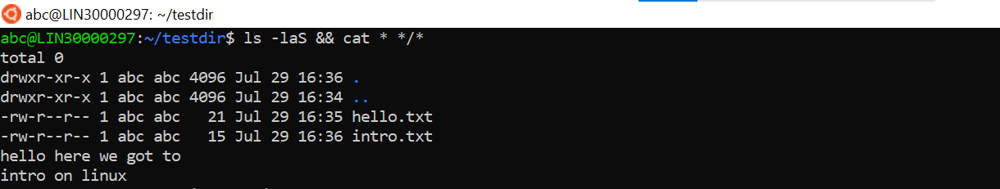 abc@LIN30000297: ~/testdir
abc@LIN30000297:~/testdir$ ls -laS && cat * */*
total 0
drwxr-xr-x 1 abc abc 4096 Jul 29 16:36 .
drwxr-xr-x 1 abc abc 4096 Jul 29 16:34 ..
-rw-r--r-- 1 abc abc   21 Jul 29 16:35 hello.txt
-rw-r--r-- 1 abc abc   15 Jul 29 16:36 intro.txt
hello here we got to
intro on linux